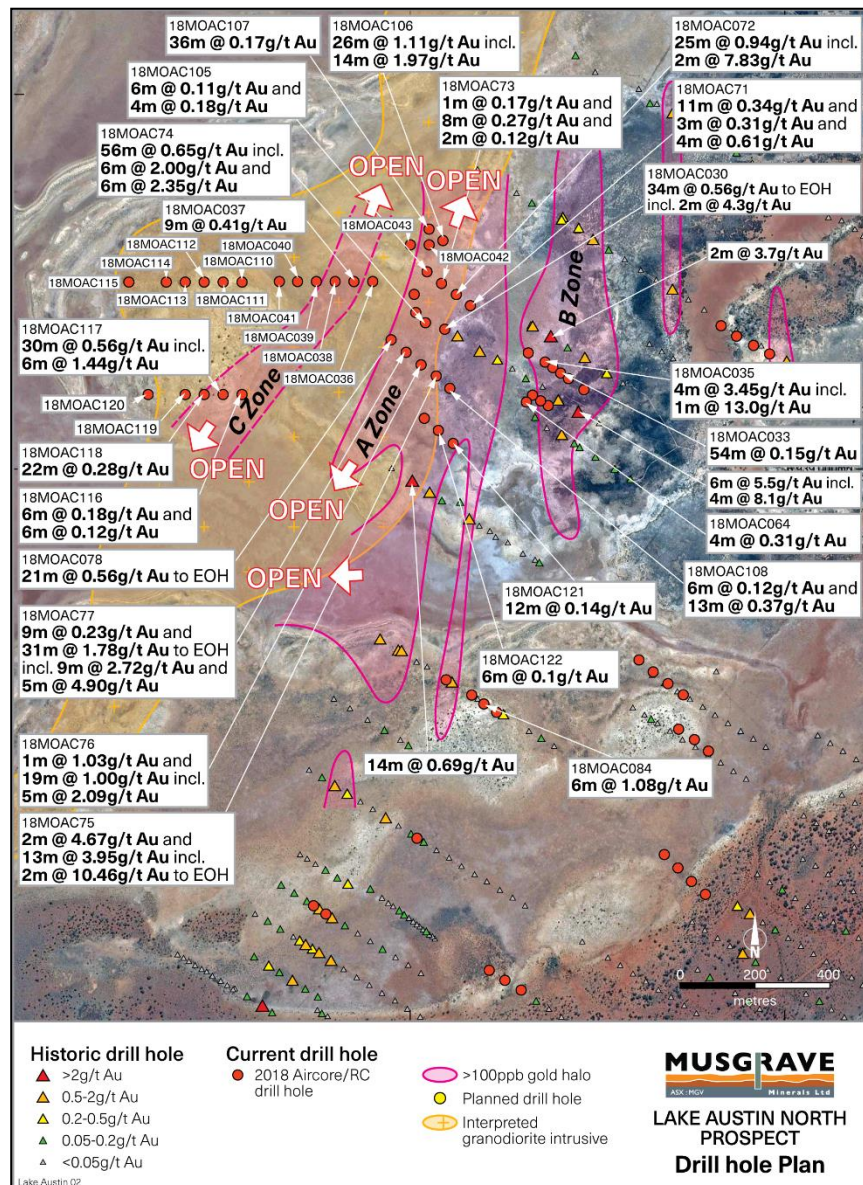 18MOAC107
36m @ 0.17g/t Au
18MOAC106
26m @ 1.11g/t Au incl.
14m @ 1.97g/t Au
18MOAC072
25m @ 0.94g/t Au incl.
2m @ 7.83g/t Au
18MOAC105
6m @ 0.11g/t Au and
4m @ 0.18g/t Au
18MOAC73
1m @ 0.17g/t Au and
8m @ 0.27g/t Au and
2m @ 0.12g/t Au
18MOAC71
11m @ 0.34g/t Au and
3m @ 0.31g/t Au and
4m @ 0.61g/t Au
18MOAC74
56m @ 0.65g/t Au incl.
6m @ 2.00g/t Au and
6m @ 2.35g/t Au
18MOAC030
34m @ 0.56g/t Au to EOH
incl. 2m @ 4.3g/t Au
OPEN
OPEN
18MOAC037
9m @ 0.41g/t Au
18MOAC043
18MOAC112
18MOAC040
18MOAC114
18MOAC110
18MOAC042
2m @ 3.7g/t Au
18MOAC115
18MOAC113
18MOAC111
18MOAC041
18MOAC039
18MOAC038
18MOAC036
B Zone
18MOAC117
30m @ 0.56g/t Au incl.
6m @ 1.44g/t Au
18MOAC120
18MOAC119
C Zone
A Zone
18MOAC035
4m @ 3.45g/t Au incl.
1m @ 13.0g/t Au
18MOAC118
22m @ 0.28g/t Au
OPEN
18MOAC033
54m @ 0.15g/t Au
18MOAC116
6m @ 0.18g/t Au and
6m @ 0.12g/t Au
OPEN
6m @ 5.5g/t Au incl.
4m @ 8.1g/t Au
18MOAC064
4m @ 0.31g/t Au
18MOAC078
21m @ 0.56g/t Au to EOH
OPEN
18MOAC121
12m @ 0.14g/t Au
18MOAC108
6m @ 0.12g/t Au and
13m @ 0.37g/t Au
18MOAC77
9m @ 0.23g/t Au and
31m @ 1.78g/t Au to EOH
incl. 9m @ 2.72g/t Au and
5m @ 4.90g/t Au
18MOAC122
6m @ 0.1g/t Au
18MOAC76
1m @ 1.03g/t Au and
19m @ 1.00g/t Au incl.
5m @ 2.09g/t Au
14m @ 0.69g/t Au
18MOAC084
6m @ 1.08g/t Au
18MOAC75
2m @ 4.67g/t Au and
13m @ 3.95g/t Au incl.
2m @ 10.46g/t Au to EOH
N
0 200 400
metres
Historic drill hole
>2g/t Au
0.5-2g/t Au
0.2-0.5g/t Au
0.05-0.2g/t Au
<0.05g/t Au
Current drill hole
2018 Aircore/RC
drill hole
>100ppb gold halo
Planned drill hole
Interpreted
granodiorite intrusive
MUSGRAVE
ASX : MGV Minerals Ltd
LAKE AUSTIN NORTH
PROSPECT
Drill hole Plan
Lake Austin 02